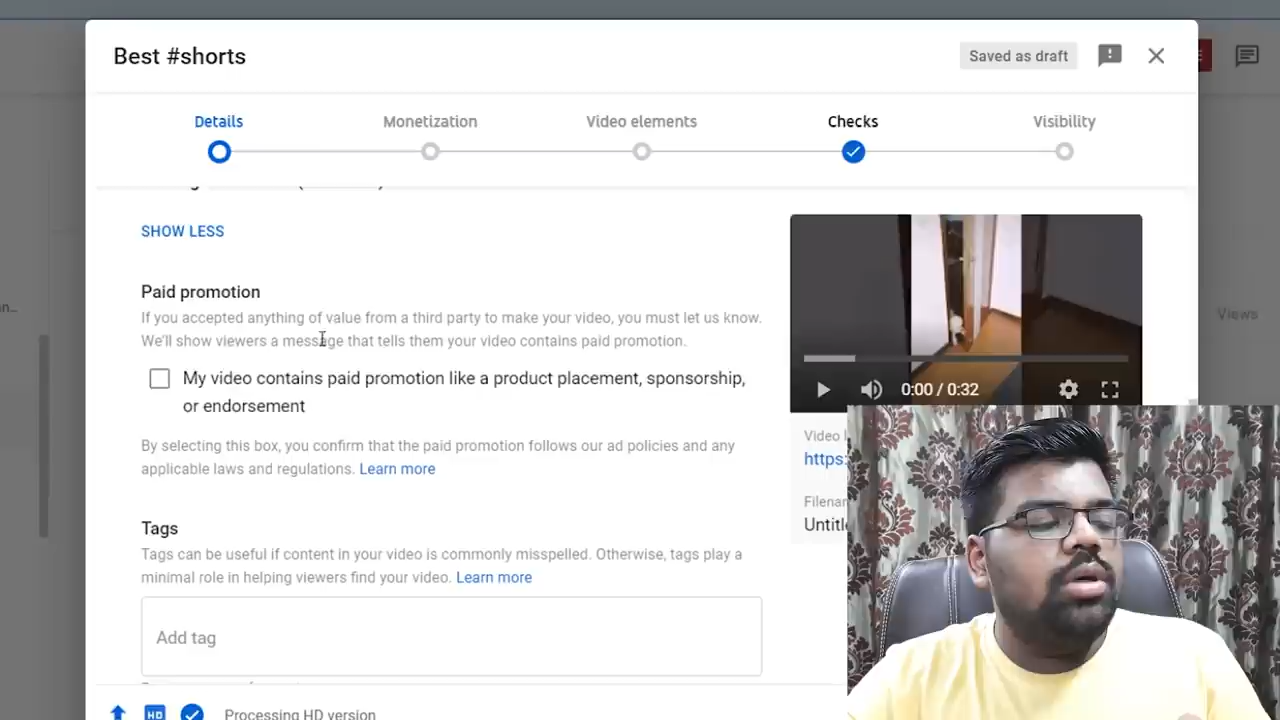 Best #shorts
Saved as draft
Details
Monetization
Video elements
Checks
Visibility
SHOW LESS
Paid promotion
If you accepted anything of value from a third party to make your video, you must let us know.
We'll show viewers a message that tells them your video contains paid promotion.
My video contains paid promotion like a product placement, sponsorship,
or endorsement
By selecting this box, you confirm that the paid promotion follows our ad policies and any
applicable laws and regulations. Learn more
Tags
Tags can be useful if content in your video is commonly misspelled. Otherwise, tags play a
minimal role in helping viewers find your video. Learn more
Add tag
0:00 / 0:32
Video
https:
Filenam
Untitle
HD
Processing HD version
Views